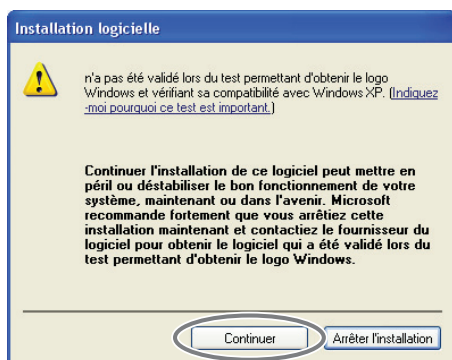 Installation logicielle
n'a pas été validé lors du test permettant d'obtenir le logo
Windows et vérifiant sa compatibilité avec Windows XP. (Indiquez
-moi pourquoi ce test est important.)
Continuer l'installation de ce logiciel peut mettre en
péril ou déstabiliser le bon fonctionnement de votre
système, maintenant ou dans l'avenir. Microsoft
recommande fortement que vous arrêtiez cette
installation maintenant et contactiez le fournisseur du
logiciel pour obtenir le logiciel qui a été validé lors du
test permettant d'obtenir le logo Windows.
Continuer
Arrêter l'installation